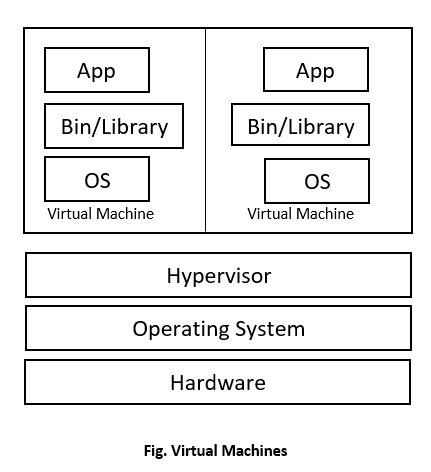 App
Bin/Library
OS
Virtual Machine
App
Bin/Library
OS
Virtual Machine
Hypervisor
Operating System
Hardware
Fig. Virtual Machines